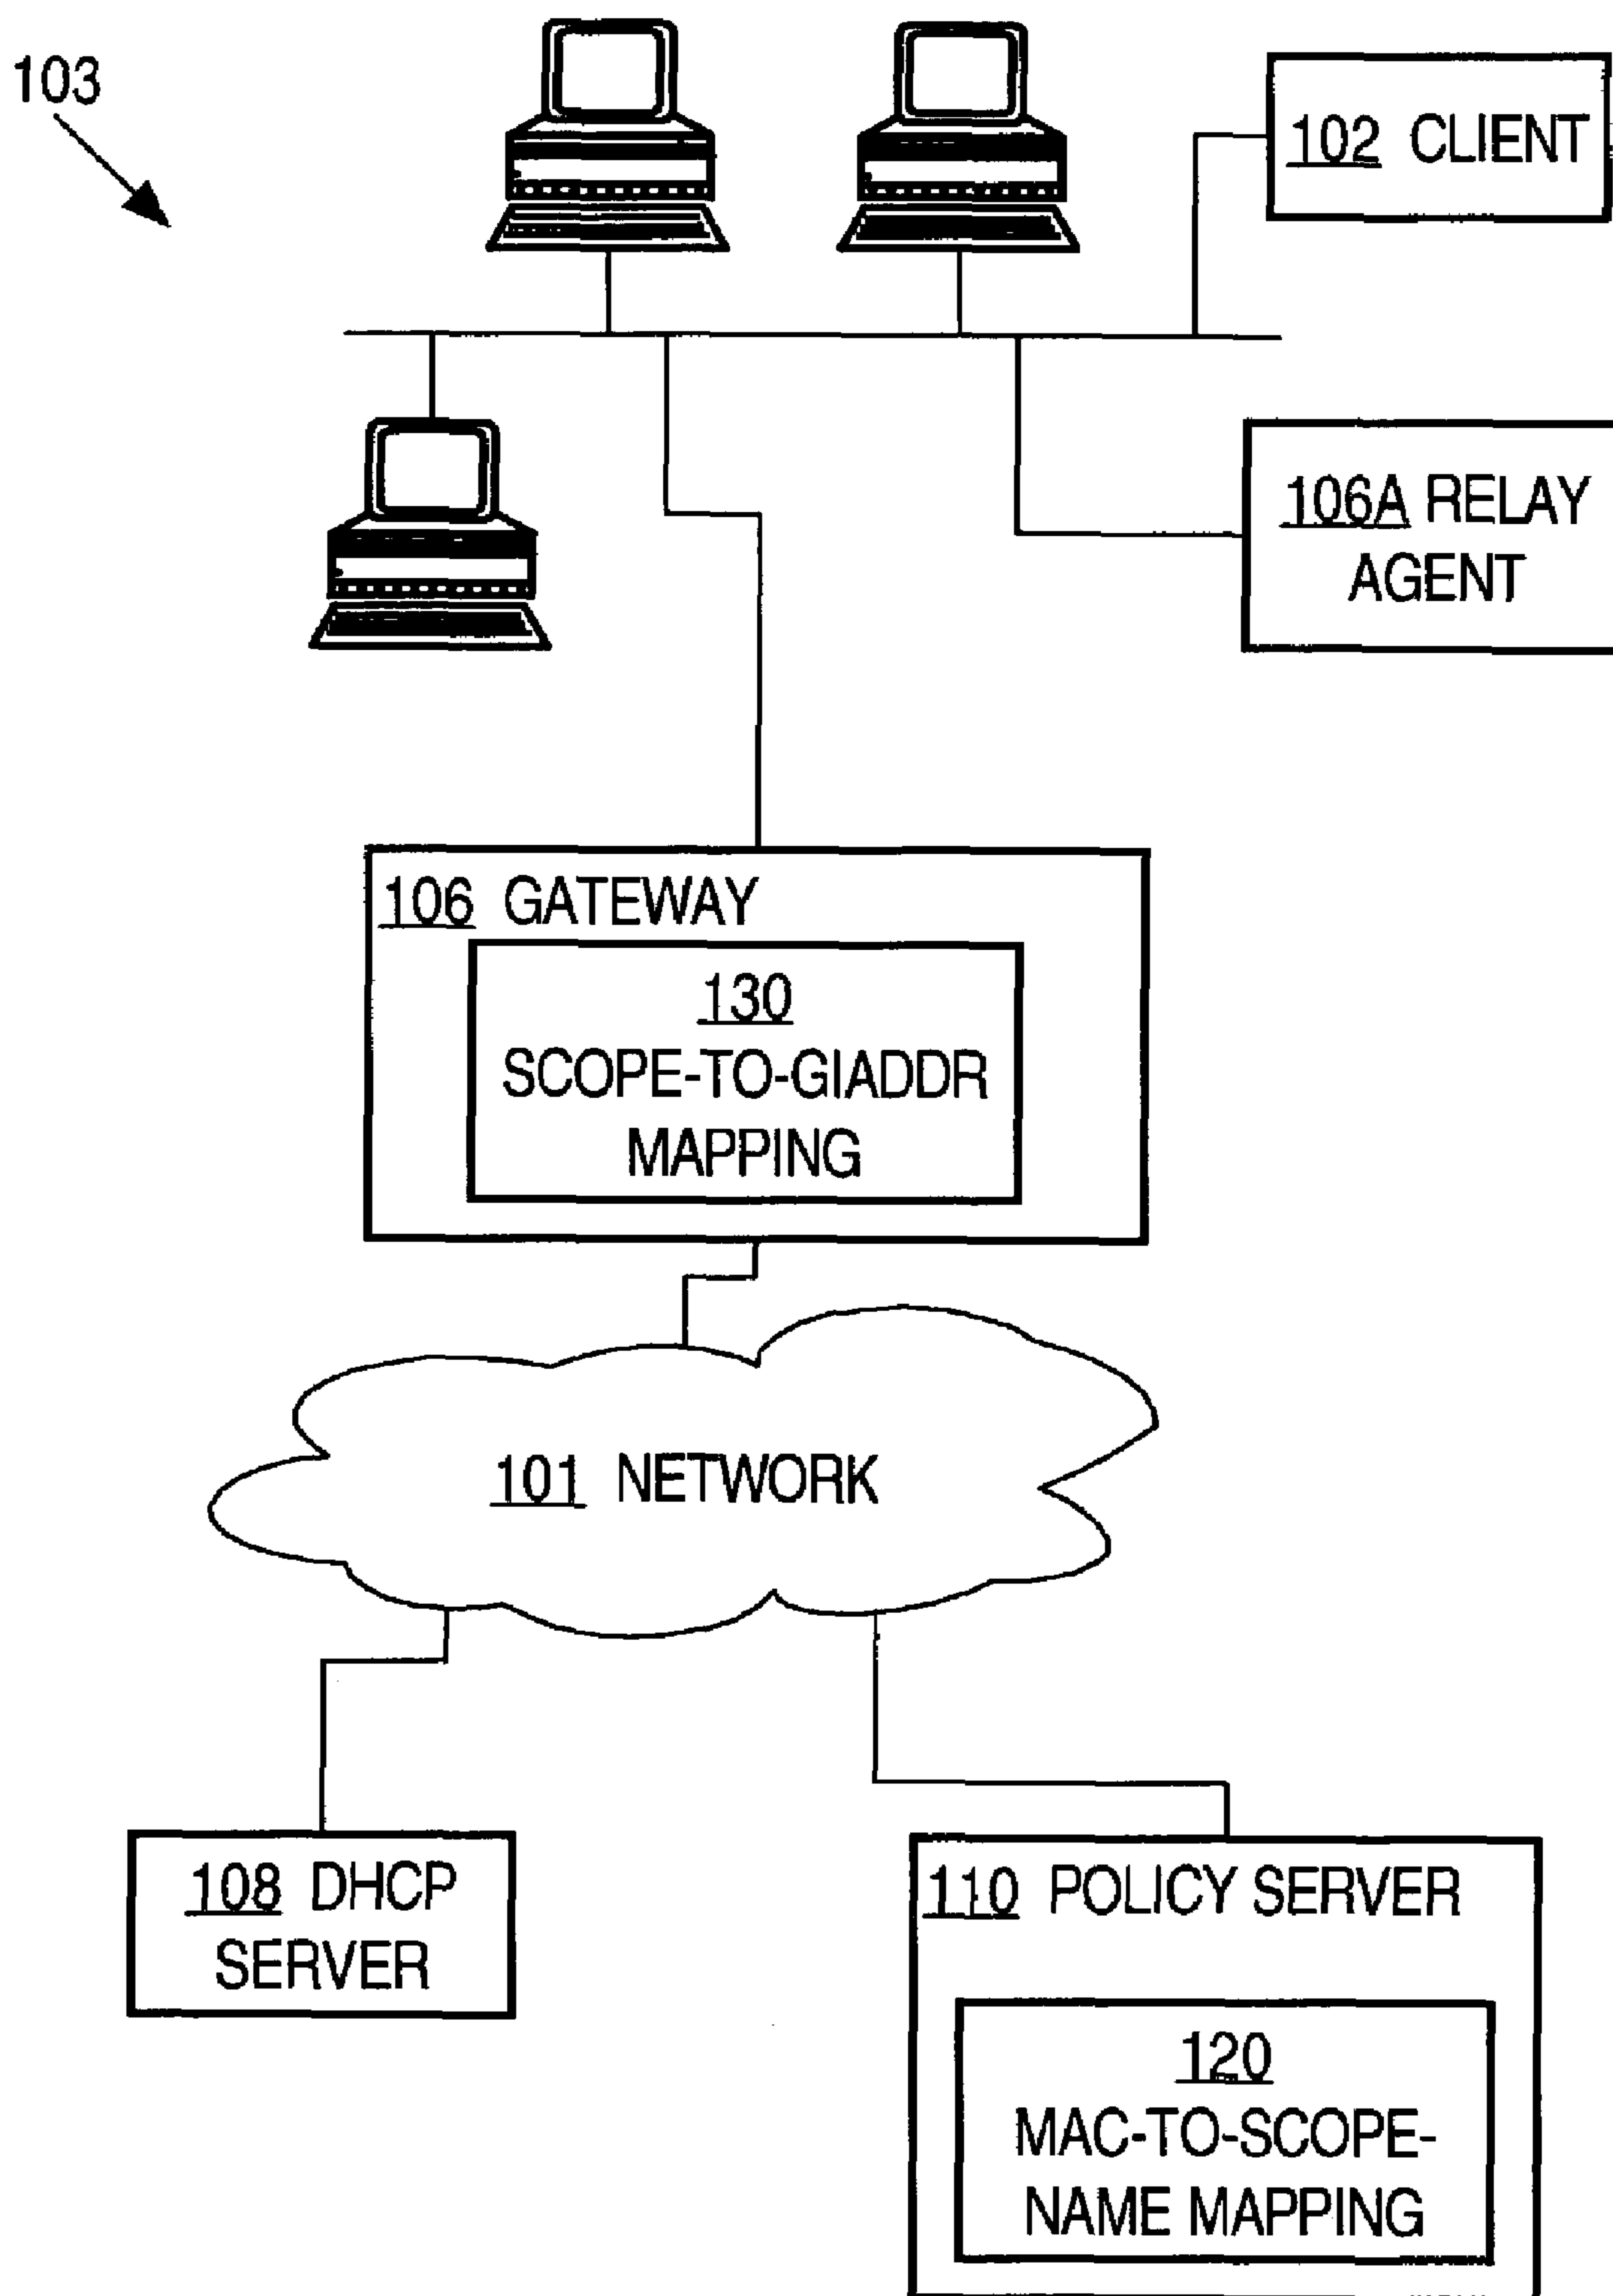 103
102 CLIENT
106A RELAY
AGENT
106 GATEWAY
130
SCOPE-TO-GIADDR
MAPPING
101 NETWORK
108 DHCP
SERVER
110 POLICY SERVER
120
MAC-TO-SCOPE-
NAME MAPPING